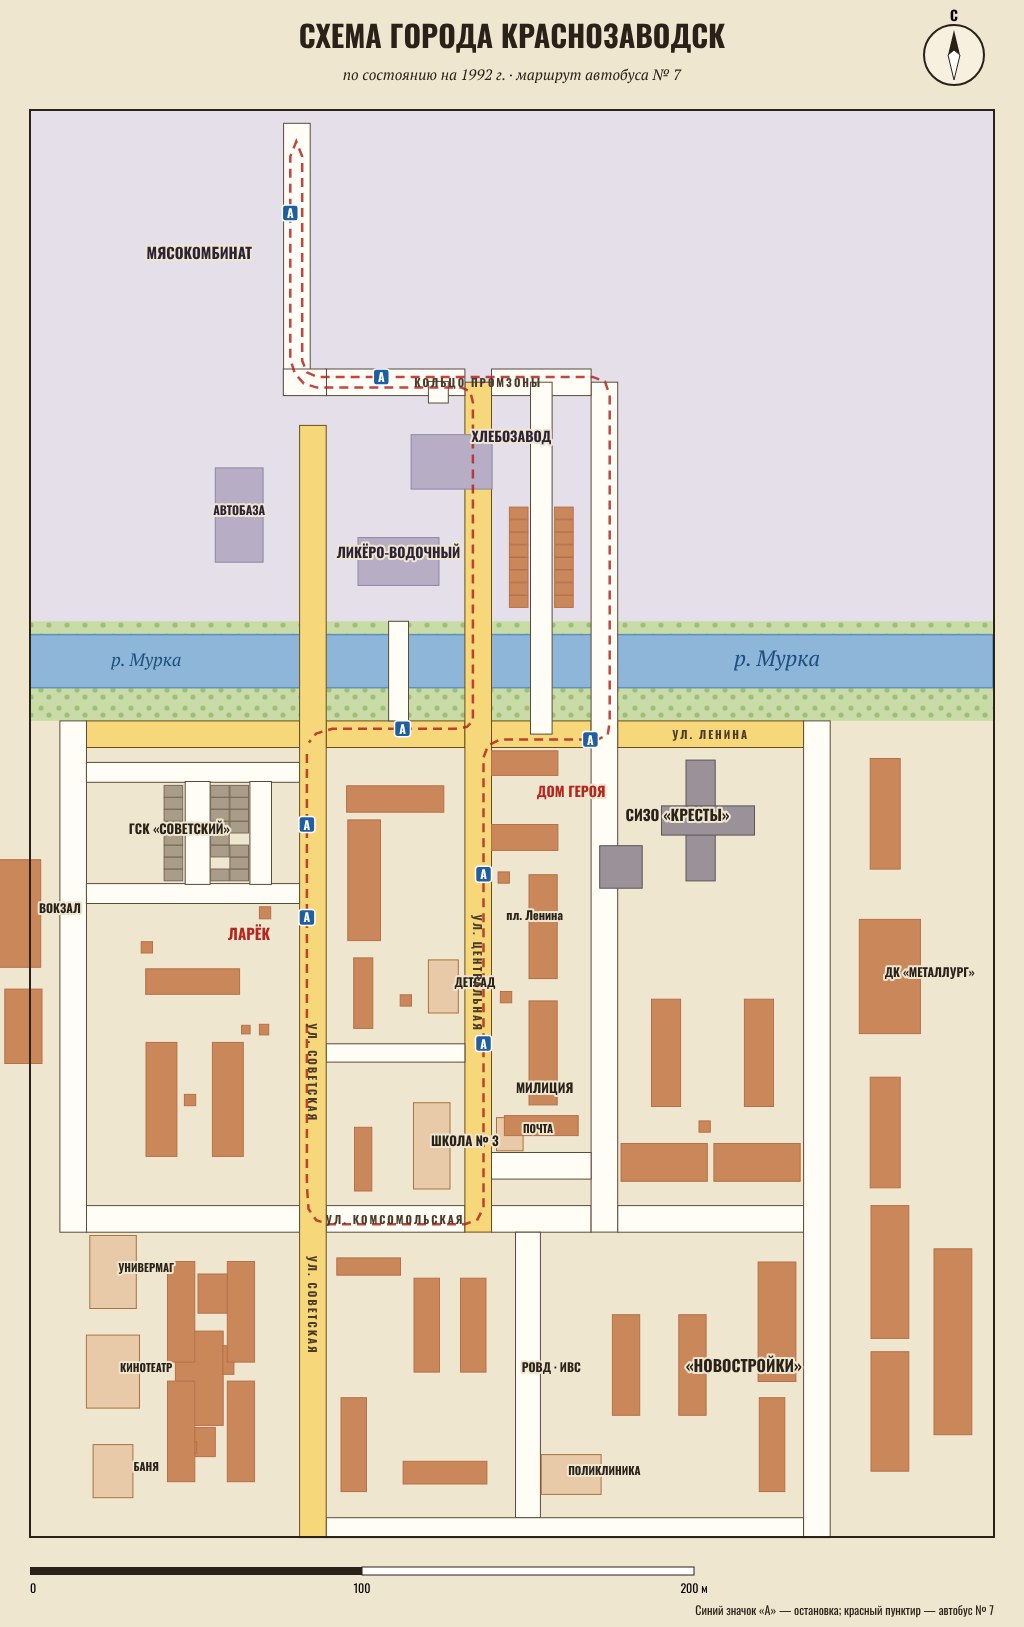 С
СХЕМА ГОРОДА КРАСНОЗАВОДСК
по состоянию на 1992 г. · маршрут автобуса № 7
А
МЯСОКОМБИНАТ
А
КОЛЬЦО ПРОМЗОНЫ
ХЛЕБОЗАВОД
АВТОБАЗА
ЛИКЁРО-ВОДОЧНЫЙ
р. Мурка
р. Мурка
А
А
УЛ. ЛЕНИНА
ДОМ ГЕРОЯ
СИЗО «КРЕСТЫ»
ГСК «СОВЕТСКИЙ»
А
А
ВОКЗАЛ
А
пл. Ленина
ЛАРЁК
УЛ. ЦЕНТРАЛЬНАЯ
ДК «МЕТАЛЛУРГ»
ДЕТСАД
А
УЛ. СОВЕТСКАЯ
МИЛИЦИЯ
ПОЧТА
ШКОЛА № 3
УЛ. КОМСОМОЛЬСКАЯ
УНИВЕРМАГ
УЛ. СОВЕТСКАЯ
КИНОТЕАТР
РОВД · ИВС
«НОВОСТРОЙКИ»
БАНЯ
ПОЛИКЛИНИКА
0
100
200 м
Синий значок «А» — остановка; красный пунктир — автобус № 7